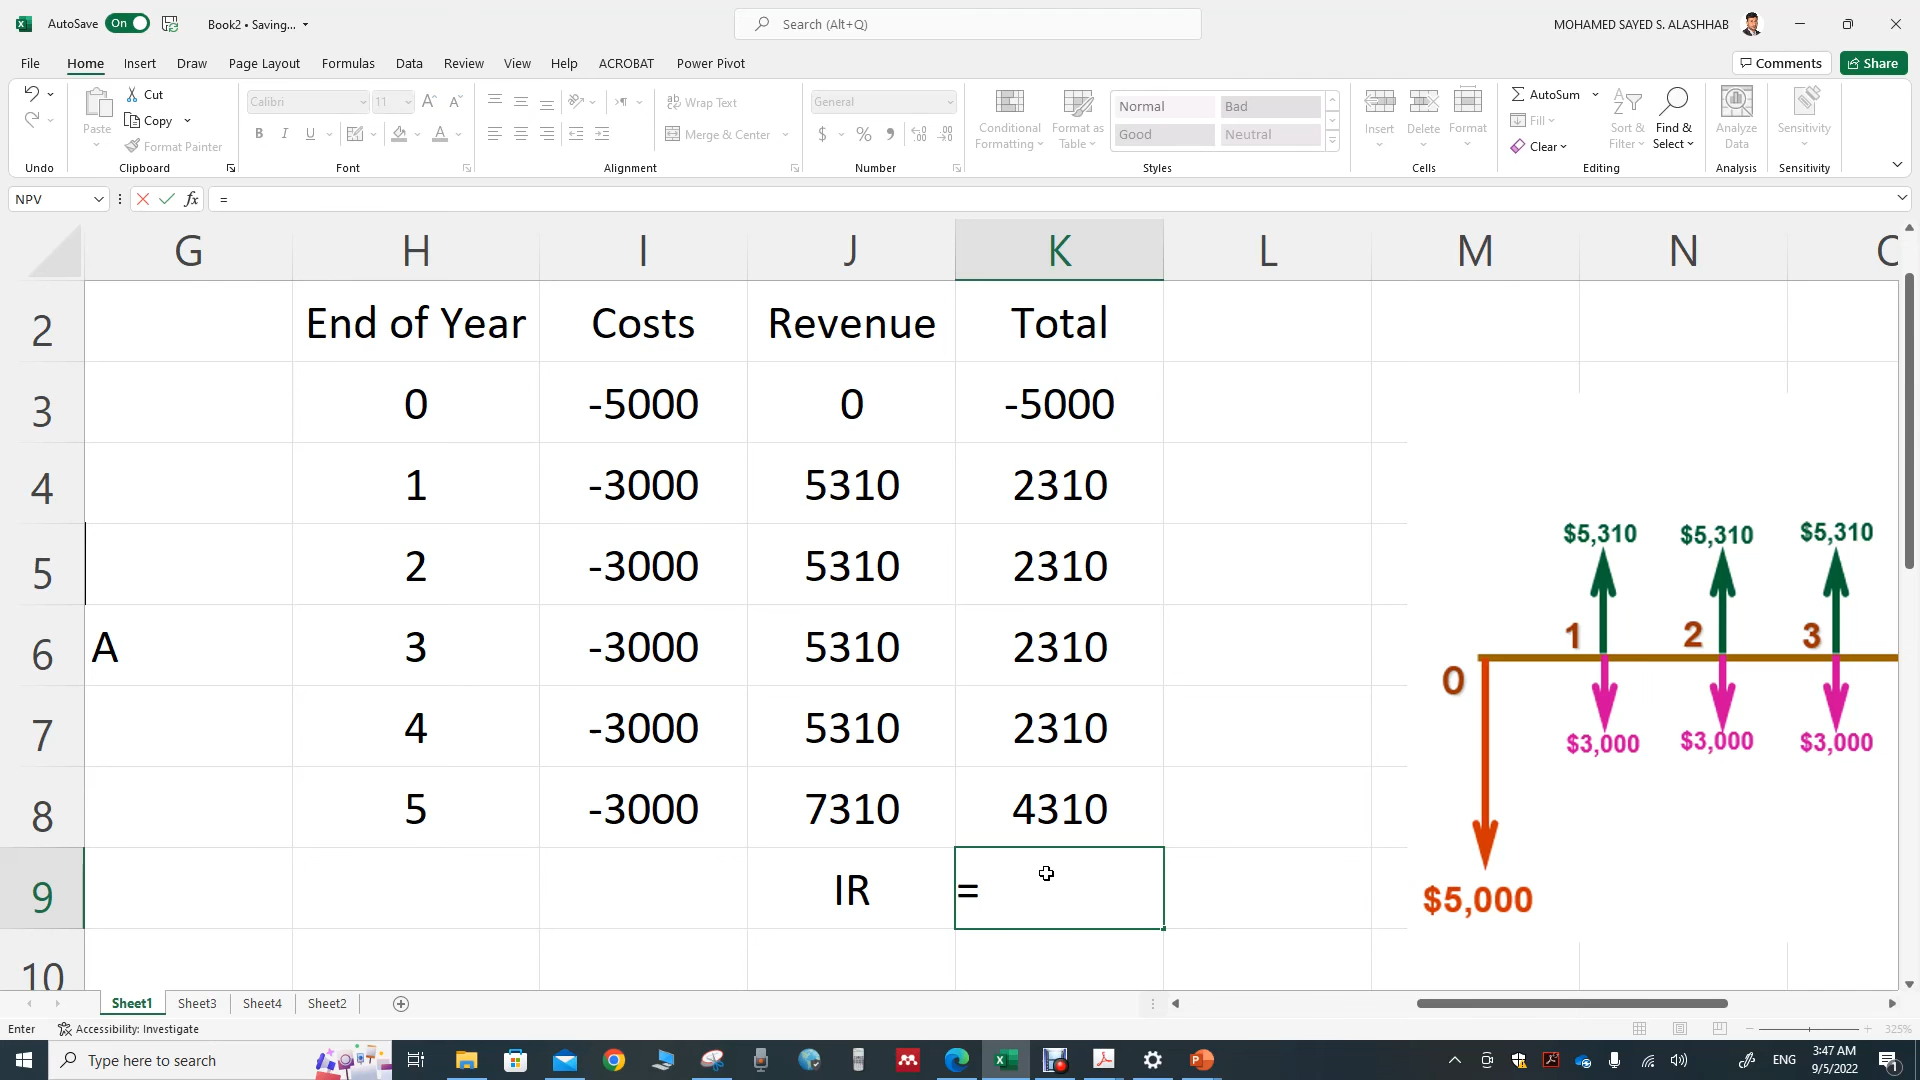 AutoSave On Book2 • Saving... Search (Alt+Q) MOHAMED SAYED S. ALASHHAB
File Home Insert Draw Page Layout Formulas Data Review View Help ACROBAT Power Pivot Comments Share
Paste Cut Copy Format Painter
Calibri 11
B I U
Wrap Text
Merge & Center
General
$ %
Conditional Formatting
Format as Table
Normal Bad
Good Neutral
Insert Delete Format
AutoSum
Fill
Clear
Sort & Filter
Find & Select
Analyze Data
Sensitivity
Undo Clipboard Font Alignment Number Styles Cells Editing Analysis Sensitivity
NPV fx =
G H I J K L M N
2 End of Year Costs Revenue Total
3 0 -5000 0 -5000
4 1 -3000 5310 2310
5 2 -3000 5310 2310
6 A 3 -3000 5310 2310
7 4 -3000 5310 2310
8 5 -3000 7310 4310
9 IR =
10
$5,310 $5,310 $5,310
1 2 3
0
$3,000 $3,000 $3,000
$5,000
Sheet1 Sheet3 Sheet4 Sheet2
Enter Accessibility: Investigate 325%
Type here to search ENG 3:47 AM
9/5/2022
1